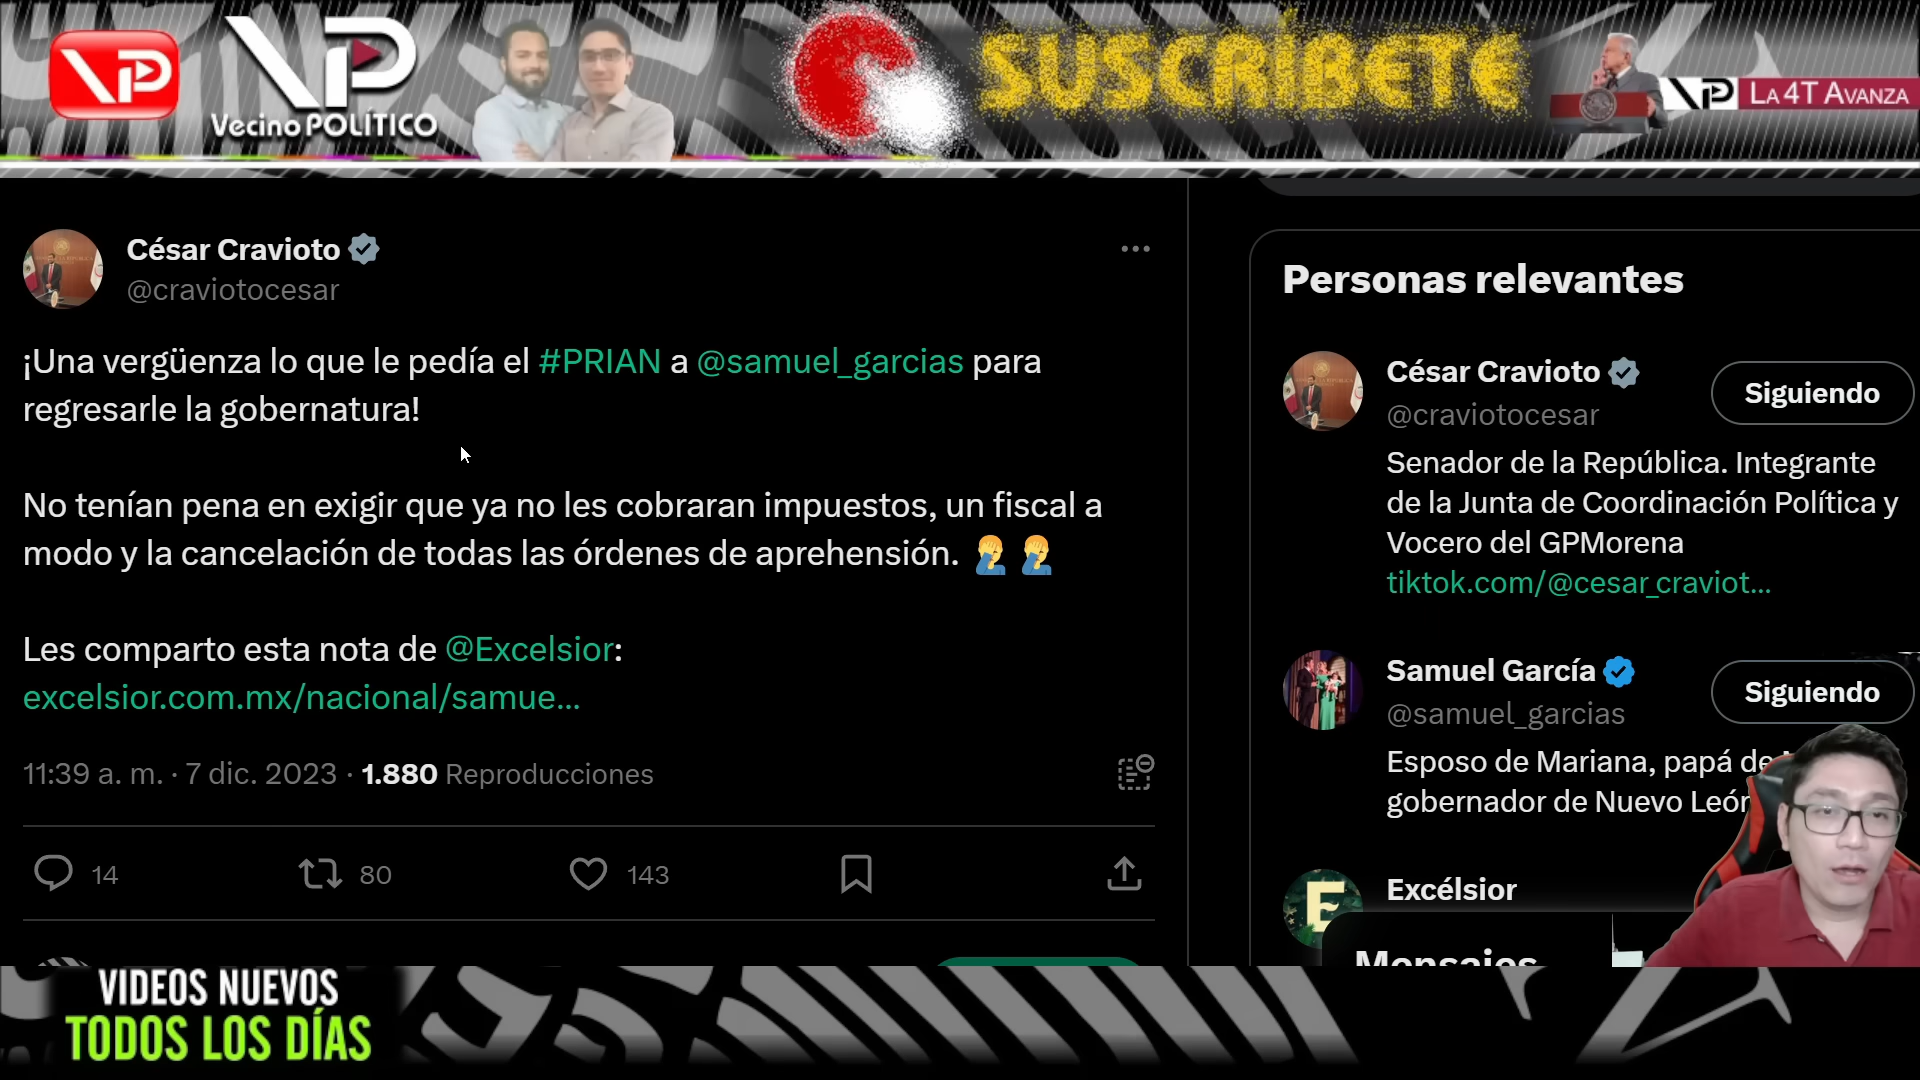 VP
VP
Vecino POLÍTICO
SUSCRÍBETE
VP LA 4T AVANZA
César Cravioto
@craviotocesar
¡Una vergüenza lo que le pedía el #PRIAN a @samuel_garcias para
regresarle la gobernatura!
No tenían pena en exigir que ya no les cobraran impuestos, un fiscal a
modo y la cancelación de todas las órdenes de aprehensión. 🤦‍♂️ 🤦‍♂️
Les comparto esta nota de @Excelsior:
excelsior.com.mx/nacional/samue...
11:39 a. m. · 7 dic. 2023 · 1.880 Reproducciones
14 80 143
Personas relevantes
César Cravioto
@craviotocesar
Siguiendo
Senador de la República. Integrante
de la Junta de Coordinación Política y
Vocero del GPMorena
tiktok.com/@cesar_craviot...
Samuel García
@samuel_garcias
Siguiendo
Esposo de Mariana, papá de
gobernador de Nuevo León
E
Excélsior
Mensajes
VIDEOS NUEVOS
TODOS LOS DÍAS